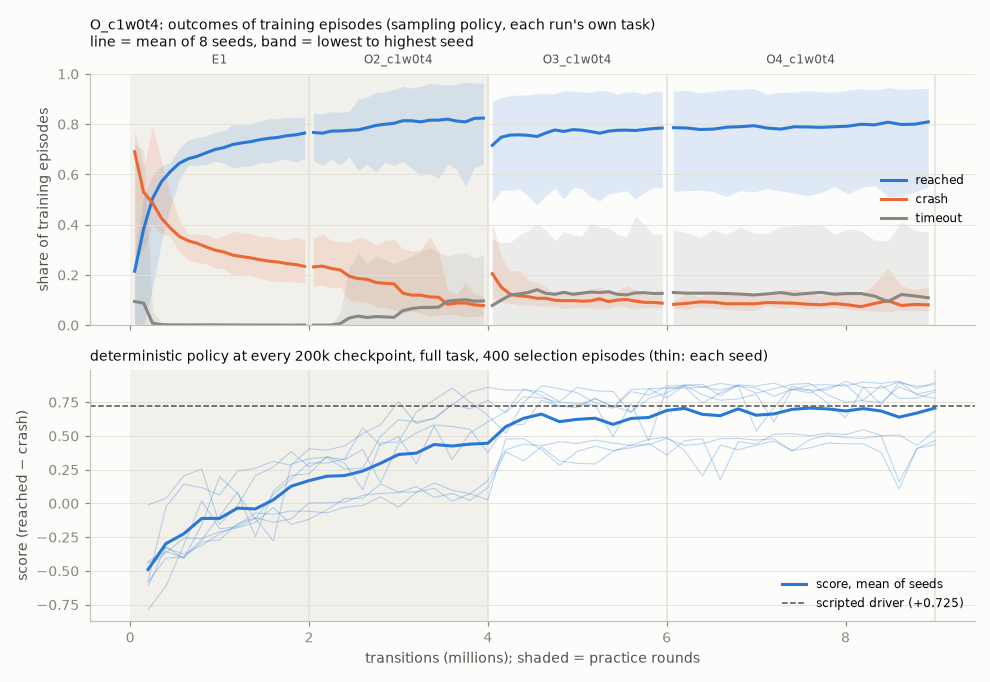 O_c1w0t4: outcomes of training episodes (sampling policy, each run's own task)
line = mean of 8 seeds, band = lowest to highest seed
E1
O2_c1w0t4
O3_c1w0t4
O4_c1w0t4
1.0
0.8
0.6
0.4
0.2
0.0
share of training episodes
reached
crash
timeout
deterministic policy at every 200k checkpoint, full task, 400 selection episodes (thin: each seed)
0.75
0.50
0.25
0.00
−0.25
−0.50
−0.75
score (reached − crash)
score, mean of seeds
scripted driver (+0.725)
0
2
4
6
8
transitions (millions); shaded = practice rounds